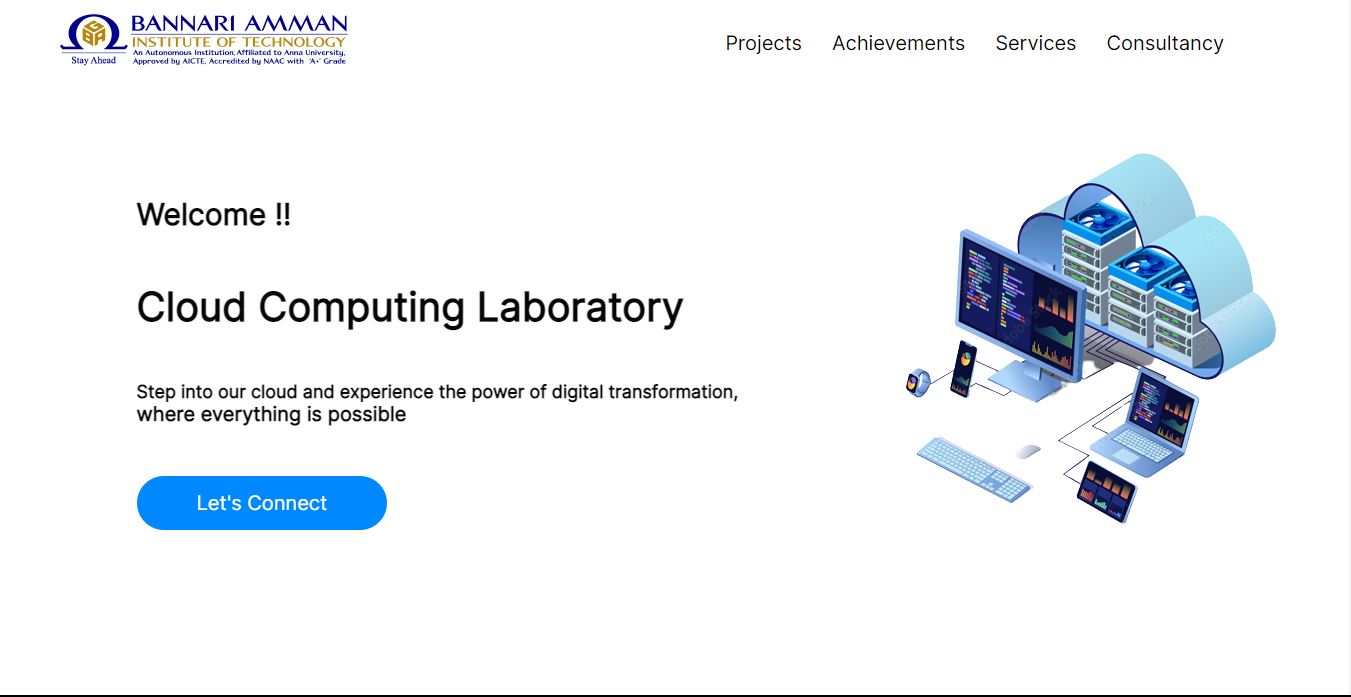 BANNARI AMMAN
INSTITUTE OF TECHNOLOGY
An Autonomous Institution, Affiliated to Anna University,
Stay Ahead
Approved by AICTE, Accredited by NAAC with 'A+' Grade
Projects Achievements Services Consultancy
Welcome !!
Cloud Computing Laboratory
Step into our cloud and experience the power of digital transformation,
where everything is possible
Let's Connect